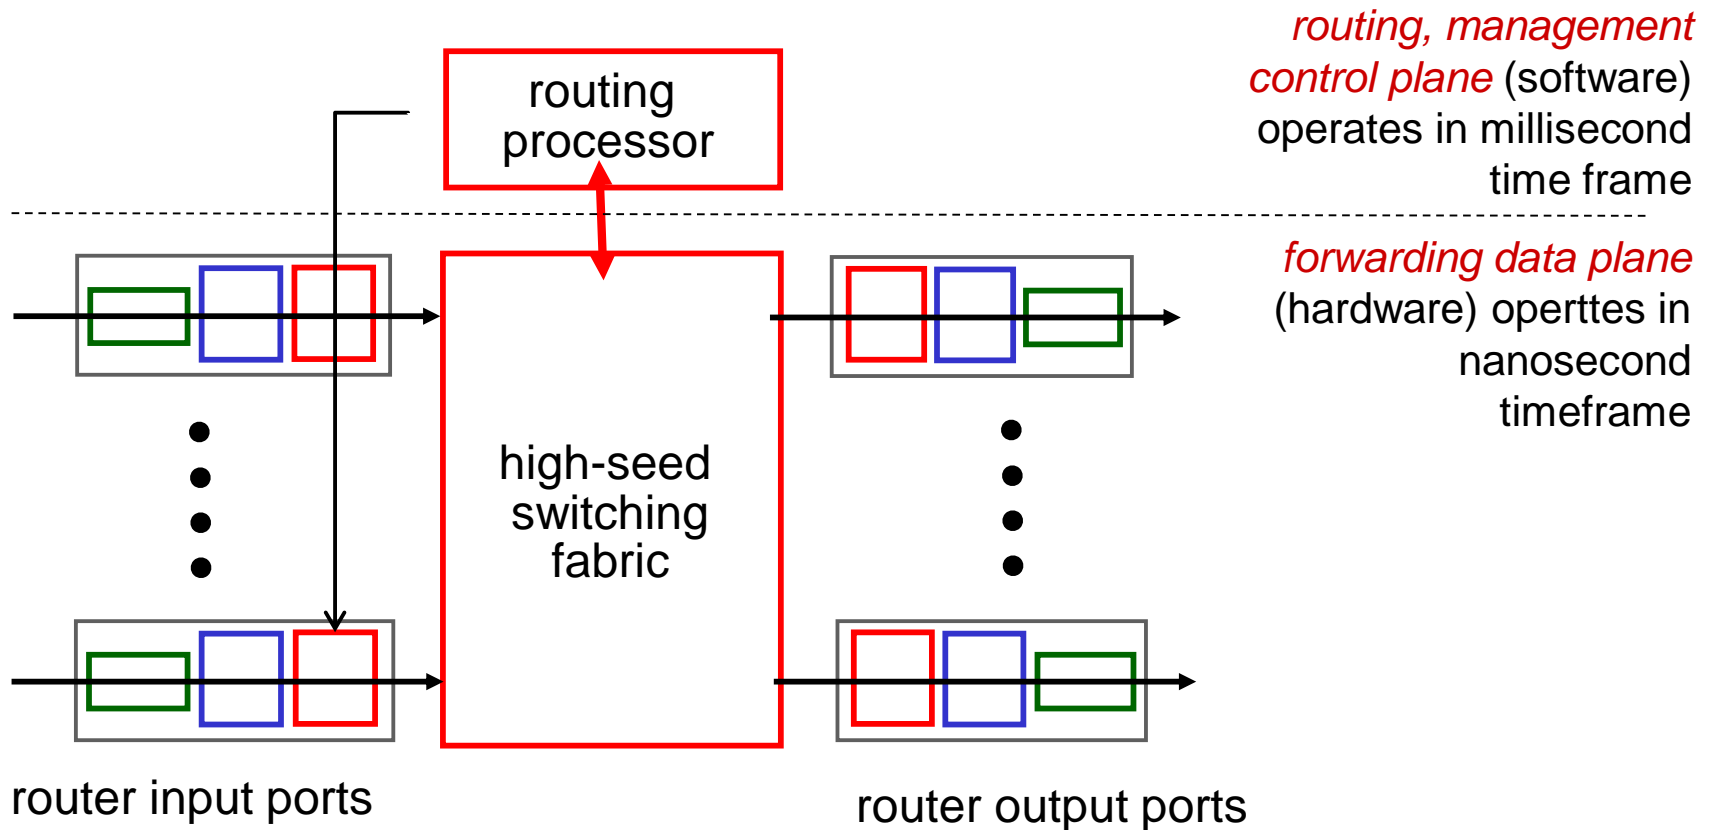 routing, management
control plane (software)
operates in millisecond
time frame
routing
processor
forwarding data plane
(hardware) operttes in
nanosecond
timeframe
high-seed
switching
fabric
router input ports
router output ports